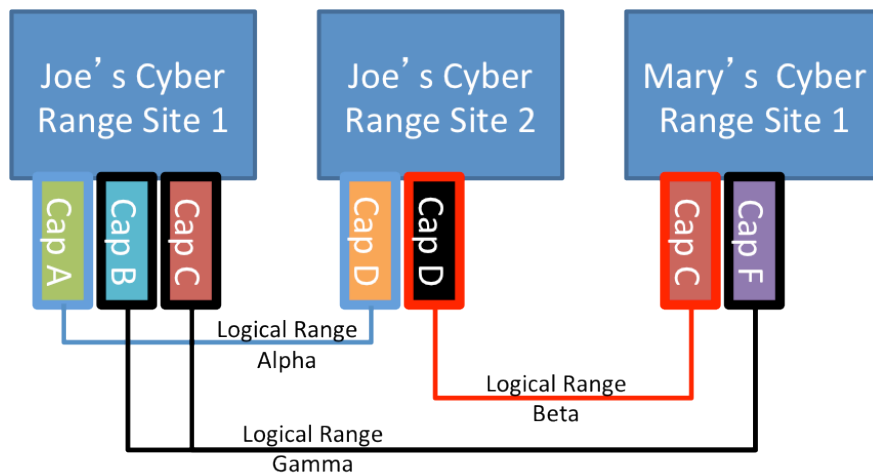 Joe’s Cyber
Range Site 1
Joe’s Cyber
Range Site 2
Mary’s Cyber
Range Site 1
Cap A
Cap B
Cap C
Cap D
Cap D
Cap C
Cap F
Logical Range
Alpha
Logical Range
Beta
Logical Range
Gamma